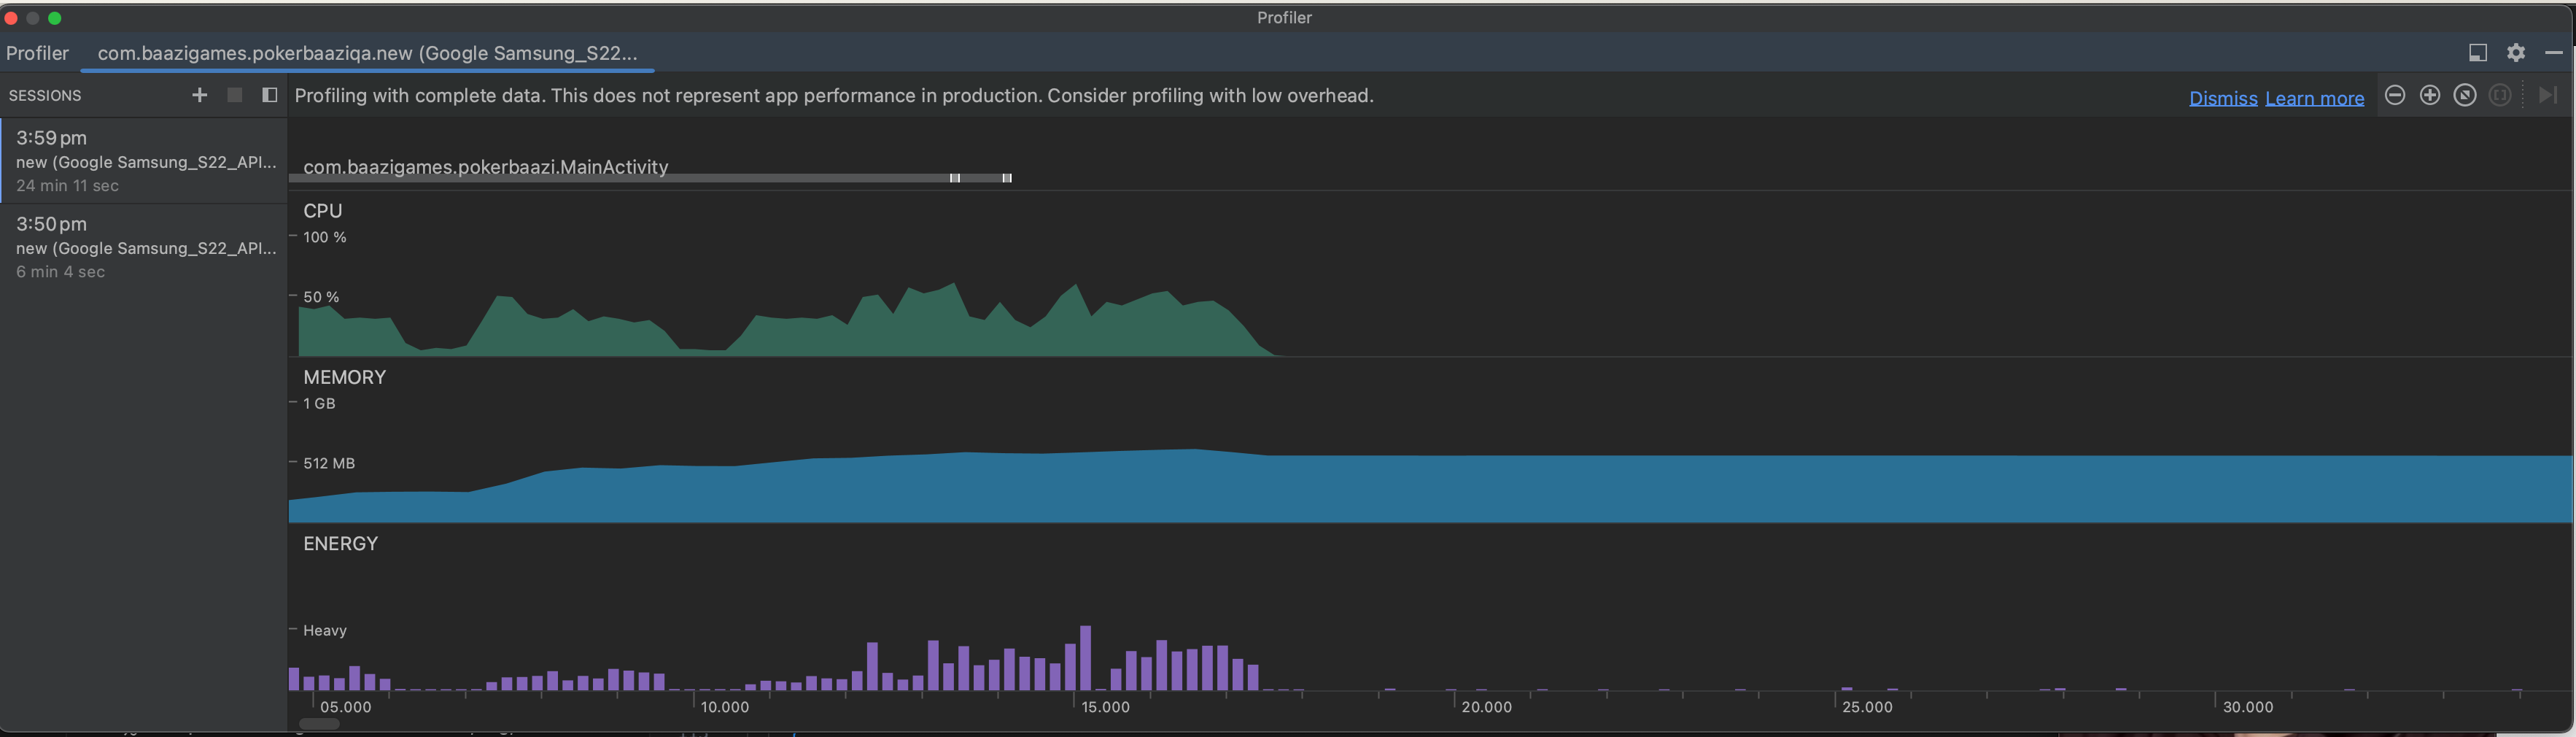 Profiler
Profiler com.baazigames.pokerbaaziqa.new (Google Samsung_S22...
SESSIONS
Profiling with complete data. This does not represent app performance in production. Consider profiling with low overhead.
Dismiss Learn more
3:59 pm
new (Google Samsung_S22_API...
24 min 11 sec
3:50 pm
new (Google Samsung_S22_API...
6 min 4 sec
com.baazigames.pokerbaazi.MainActivity
CPU
100 %
50 %
MEMORY
1 GB
512 MB
ENERGY
Heavy
05.000 10.000 15.000 20.000 25.000 30.000